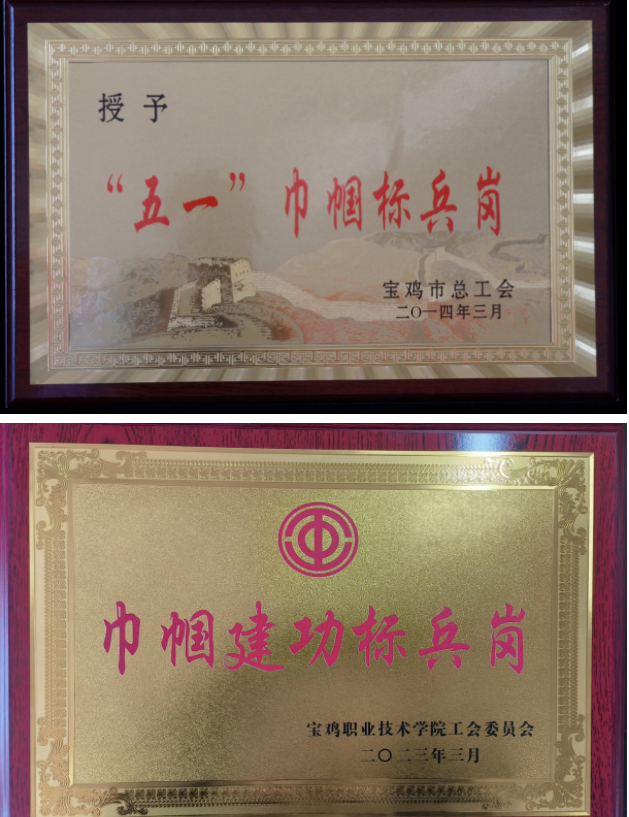 授予
“五一”巾帼标兵岗
宝鸡市总工会
二〇一四年三月
巾帼建功标兵岗
宝鸡职业技术学院工会委员会
二〇二三年三月